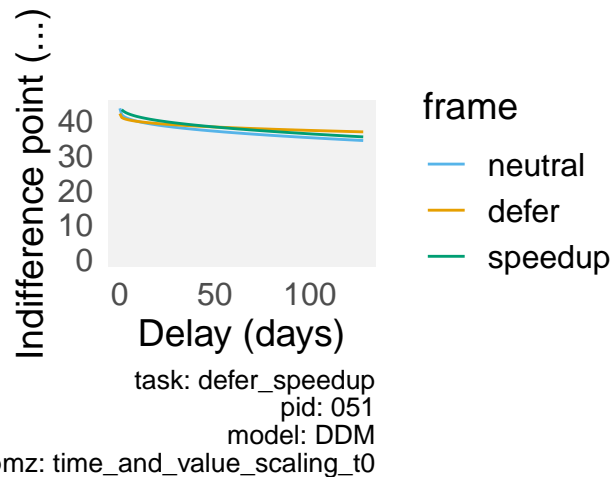 Indifference point (...)
40
30
20
10
0
0 50 100
Delay (days)
frame
neutral
defer
speedup
task: defer_speedup
pid: 051
model: DDM
time_and_value_scaling_t0